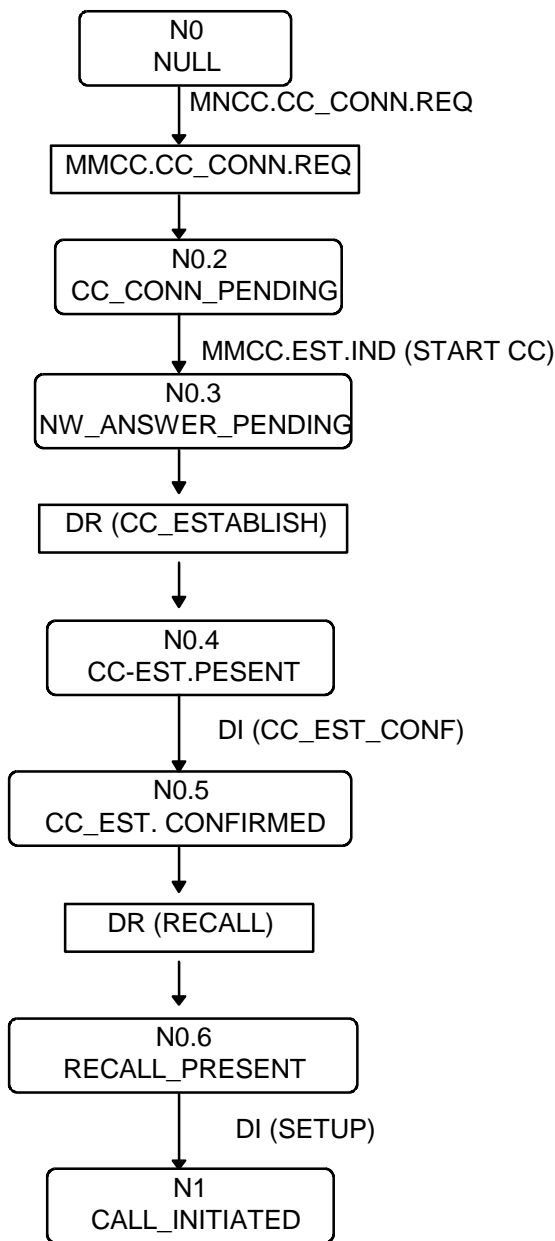 N0
NULL
MNCC.CC_CONN.REQ
MMCC.CC_CONN.REQ
N0.2
CC_CONN_PENDING
MMCC.EST.IND (START CC)
N0.3
NW_ANSWER_PENDING
DR (CC_ESTABLISH)
N0.4
CC-EST.PESENT
DI (CC_EST_CONF)
N0.5
CC_EST. CONFIRMED
DR (RECALL)
N0.6
RECALL_PRESENT
DI (SETUP)
N1
CALL_INITIATED